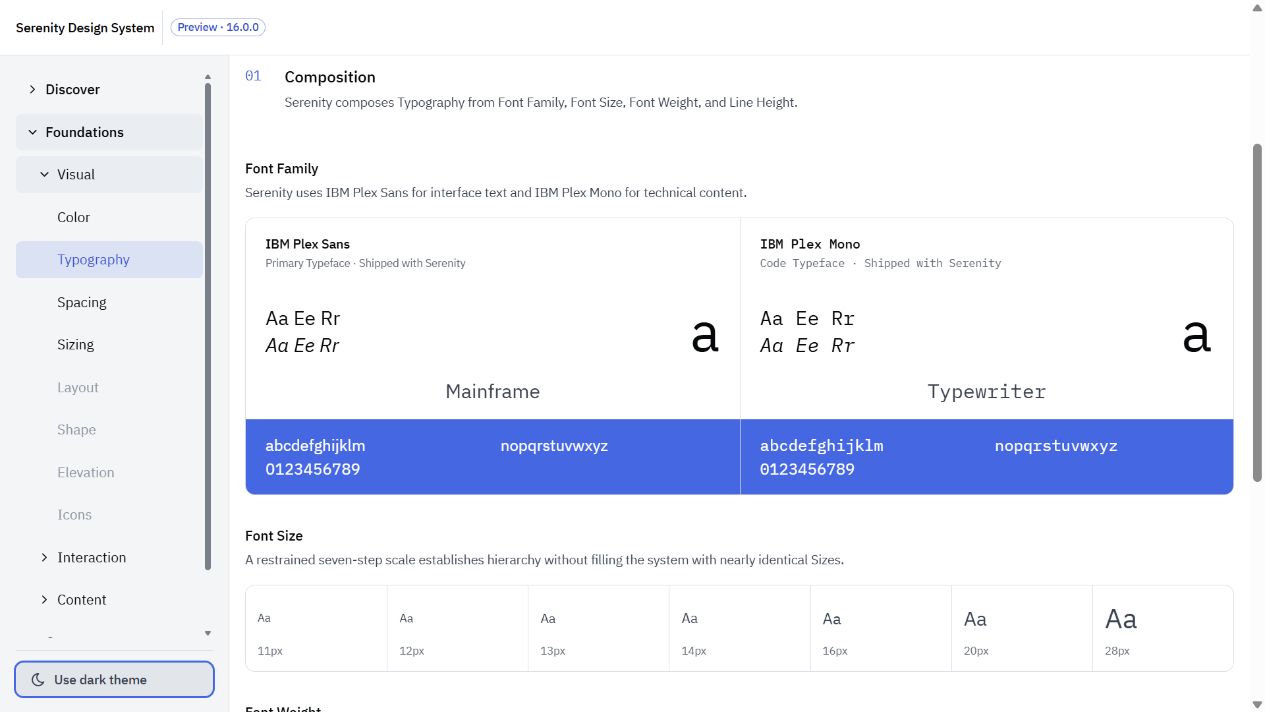 Serenity Design System
Preview · 16.0.0
Discover
Foundations
Visual
Color
Typography
Spacing
Sizing
Layout
Shape
Elevation
Icons
Interaction
Content
Use dark theme
01 Composition
Serenity composes Typography from Font Family, Font Size, Font Weight, and Line Height.
Font Family
Serenity uses IBM Plex Sans for interface text and IBM Plex Mono for technical content.
IBM Plex Sans
Primary Typeface · Shipped with Serenity
Aa Ee Rr
Aa Ee Rr
a
Mainframe
abcdefghijklm nopqrstuvwxyz
0123456789
IBM Plex Mono
Code Typeface · Shipped with Serenity
Aa Ee Rr
Aa Ee Rr
a
Typewriter
abcdefghijklm nopqrstuvwxyz
0123456789
Font Size
A restrained seven-step scale establishes hierarchy without filling the system with nearly identical Sizes.
Aa Aa Aa Aa Aa Aa Aa
11px 12px 13px 14px 16px 20px 28px
Font Weight